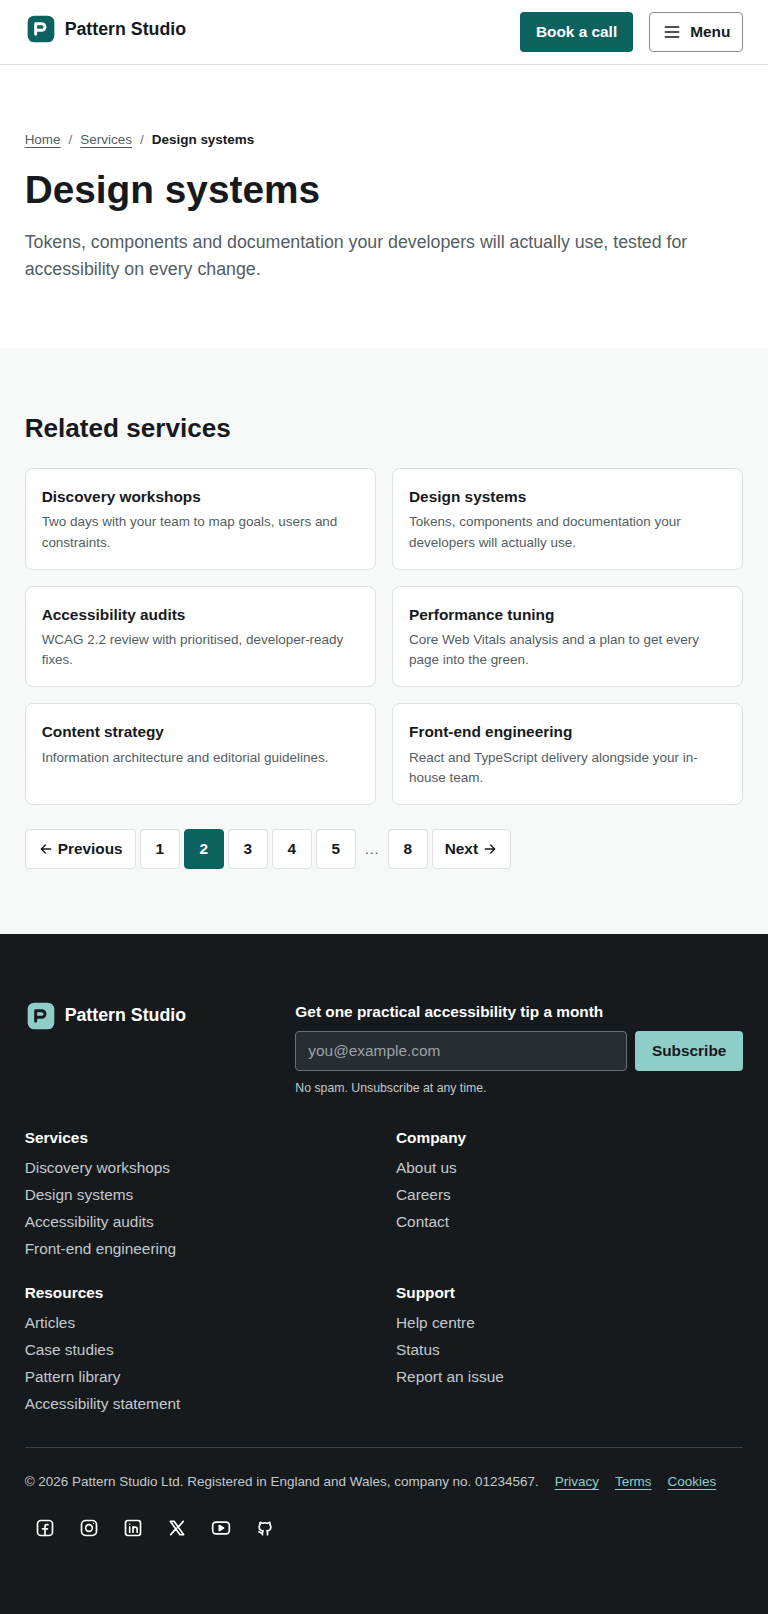 Pattern Studio
Book a call
Menu
Home / Services / Design systems
Design systems
Tokens, components and documentation your developers will actually use, tested for
accessibility on every change.
Related services
Discovery workshops
Two days with your team to map goals, users and
constraints.
Design systems
Tokens, components and documentation your
developers will actually use.
Accessibility audits
WCAG 2.2 review with prioritised, developer-ready
fixes.
Performance tuning
Core Web Vitals analysis and a plan to get every
page into the green.
Content strategy
Information architecture and editorial guidelines.
Front-end engineering
React and TypeScript delivery alongside your in-
house team.
← Previous 1 2 3 4 5 … 8 Next →
Pattern Studio
Get one practical accessibility tip a month
you@example.com
Subscribe
No spam. Unsubscribe at any time.
Services
Discovery workshops
Design systems
Accessibility audits
Front-end engineering
Company
About us
Careers
Contact
Resources
Articles
Case studies
Pattern library
Accessibility statement
Support
Help centre
Status
Report an issue
© 2026 Pattern Studio Ltd. Registered in England and Wales, company no. 01234567. Privacy Terms Cookies